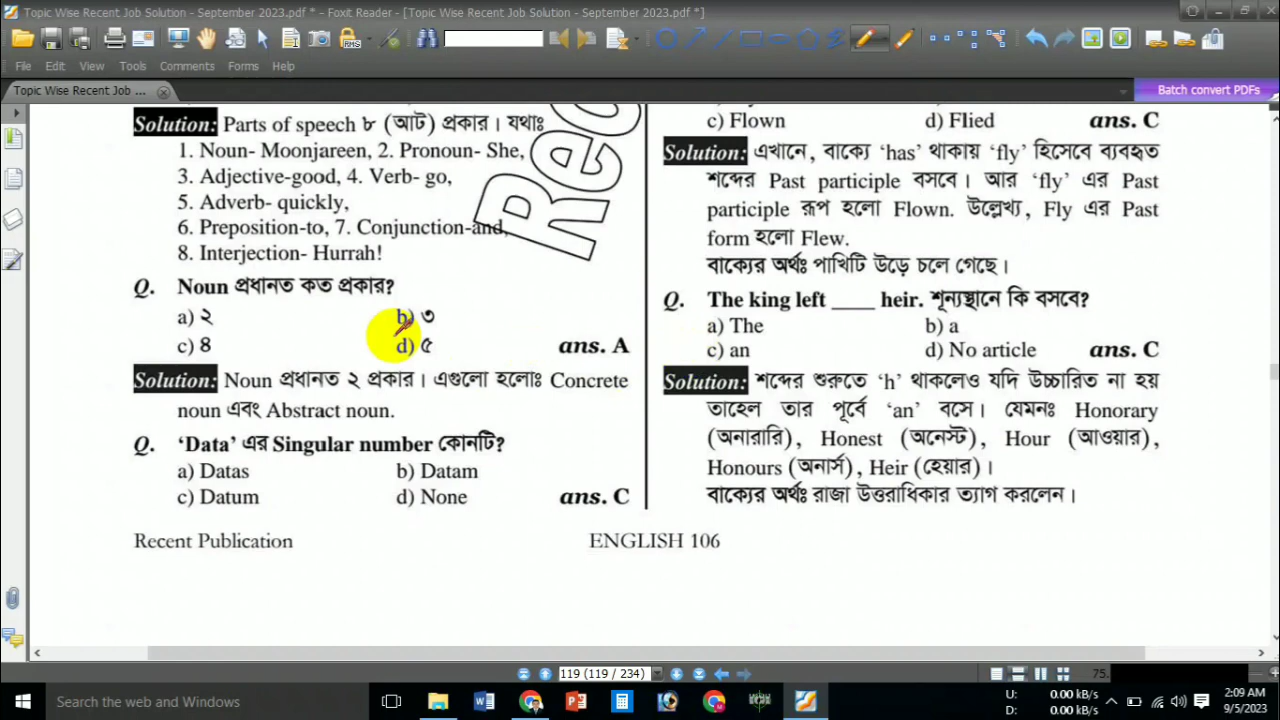 Topic Wise Recent Job Solution - September 2023.pdf * - Foxit Reader - [Topic Wise Recent Job Solution - September 2023.pdf *]
File Edit View Tools Comments Forms Help
Topic Wise Recent Job ...
Batch convert PDFs
Solution: Parts of speech ৮ (আট) প্রকার। যথাঃ
1. Noun- Moonjareen, 2. Pronoun- She,
3. Adjective-good, 4. Verb- go,
5. Adverb- quickly,
6. Preposition-to, 7. Conjunction-and,
8. Interjection- Hurrah!
Q. Noun প্রধানত কত প্রকার?
a) ২ b) ৩
c) 4 d) ৫ ans. A
Solution: Noun প্রধানত ২ প্রকার। এগুলো হলোঃ Concrete
noun এবং Abstract noun.
Q. ‘Data’ এর Singular number কোনটি?
a) Datas b) Datam
c) Datum d) None ans. C
c) Flown d) Flied ans. C
Solution: এখানে, বাক্যে ‘has’ থাকায় ‘fly’ হিসেবে ব্যবহৃত
শব্দের Past participle বসবে। আর ‘fly’ এর Past
participle রূপ হলো Flown. উল্লেখ্য, Fly এর Past
form হলো Flew.
বাক্যের অর্থঃ পাখিটি উড়ে চলে গেছে।
Q. The king left ____ heir. শূন্যস্থানে কি বসবে?
a) The b) a
c) an d) No article ans. C
Solution: শব্দের শুরুতে ‘h’ থাকলেও যদি উচ্চারিত না হয়
তাহেল তার পূর্বে ‘an’ বসে। যেমনঃ Honorary
(অনারারি), Honest (অনেস্ট), Hour (আওয়ার),
Honours (অনার্স), Heir (হেয়ার)।
বাক্যের অর্থঃ রাজা উত্তরাধিকার ত্যাগ করলেন।
Recent Publication ENGLISH 106
119 (119 / 234)
75.
Search the web and Windows
U: 0.00 kB/s
D: 0.00 kB/s
2:09 AM
9/5/2023